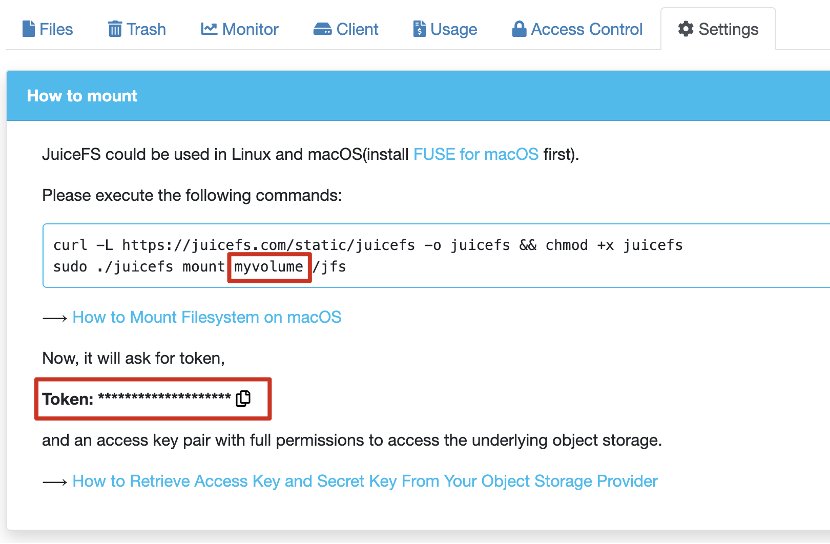 Files Trash Monitor Client Usage Access Control Settings
How to mount
JuiceFS could be used in Linux and macOS(install FUSE for macOS first).
Please execute the following commands:
curl -L https://juicefs.com/static/juicefs -o juicefs && chmod +x juicefs
sudo ./juicefs mount myvolume /jfs
⟶ How to Mount Filesystem on macOS
Now, it will ask for token,
Token: ********************
and an access key pair with full permissions to access the underlying object storage.
⟶ How to Retrieve Access Key and Secret Key From Your Object Storage Provider